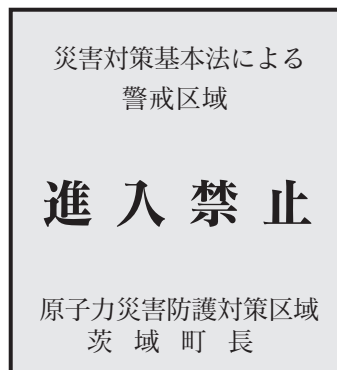 災害対策基本法による
警戒区域
進入禁止
原子力災害防護対策区域
茨域町長